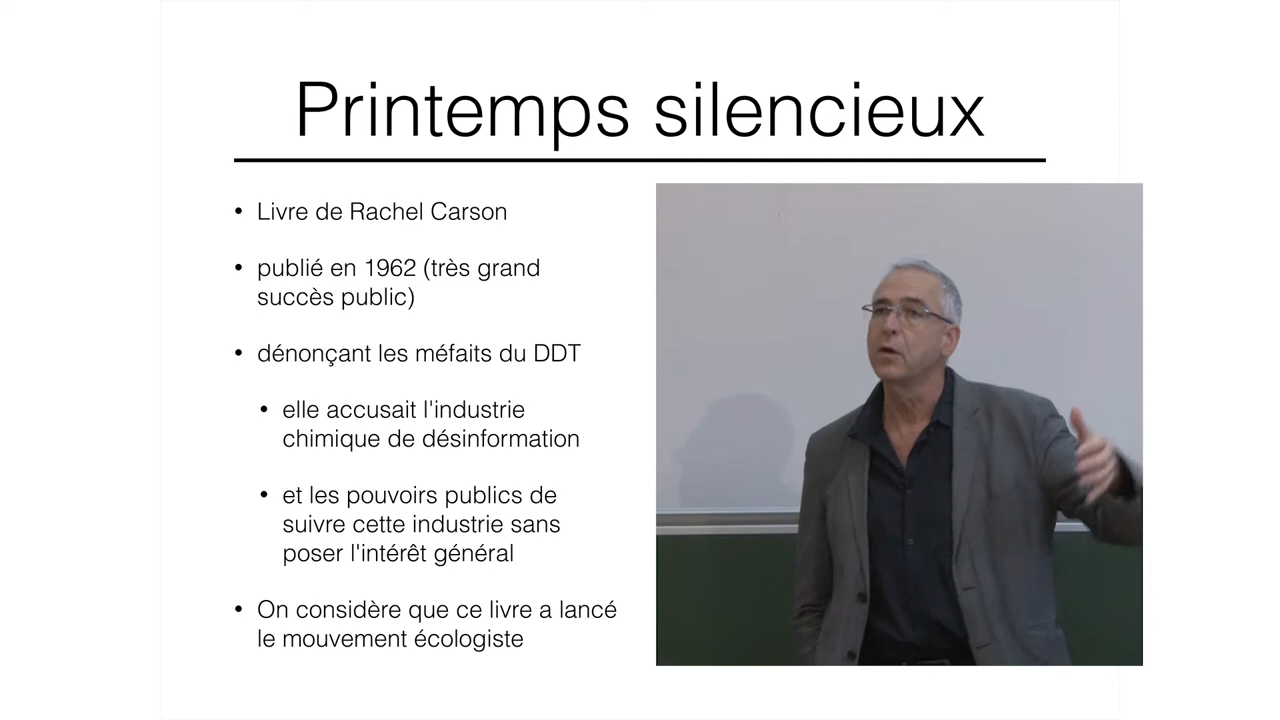 Printemps silencieux
• Livre de Rachel Carson
• publié en 1962 (très grand
succès public)
• dénonçant les méfaits du DDT
• elle accusait l'industrie
chimique de désinformation
• et les pouvoirs publics de
suivre cette industrie sans
poser l'intérêt général
• On considère que ce livre a lancé
le mouvement écologiste